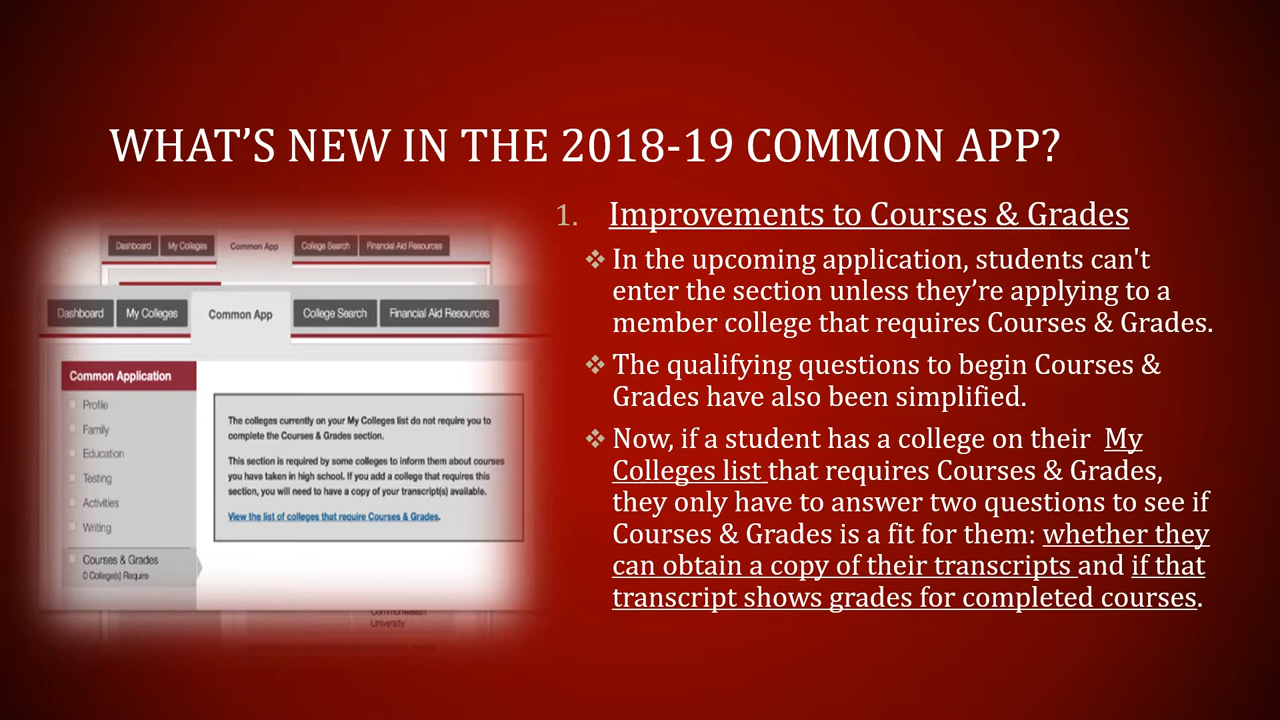 WHAT'S NEW IN THE 2018-19 COMMON APP?
Dashboard My Colleges Common App College Search Financial Aid Resources
Dashboard My Colleges Common App College Search Financial Aid Resources
Common Application
Profile
Family
Education
Testing
Activities
Writing
Courses & Grades
0 College(s) Require
The colleges currently on your My Colleges list do not require you to
complete the Courses & Grades section.
This section is required by some colleges to inform them about courses
you have taken in high school. If you add a college that requires this
section, you will need to have a copy of your transcript(s) available.
View the list of colleges that require Courses & Grades.
Commonwealth
University
1. Improvements to Courses & Grades
❖ In the upcoming application, students can't
enter the section unless they’re applying to a
member college that requires Courses & Grades.
❖ The qualifying questions to begin Courses &
Grades have also been simplified.
❖ Now, if a student has a college on their My
Colleges list that requires Courses & Grades,
they only have to answer two questions to see if
Courses & Grades is a fit for them: whether they
can obtain a copy of their transcripts and if that
transcript shows grades for completed courses.